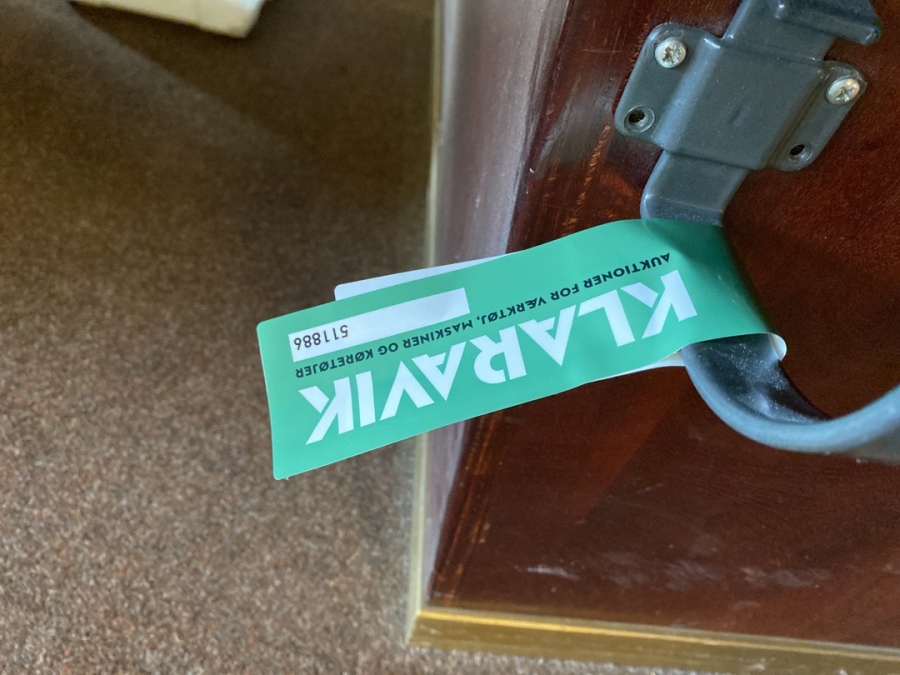 KLARAVIK
AUKTIONER FOR VÆRKTØJ, MASKINER OG KØRETØJER
511886